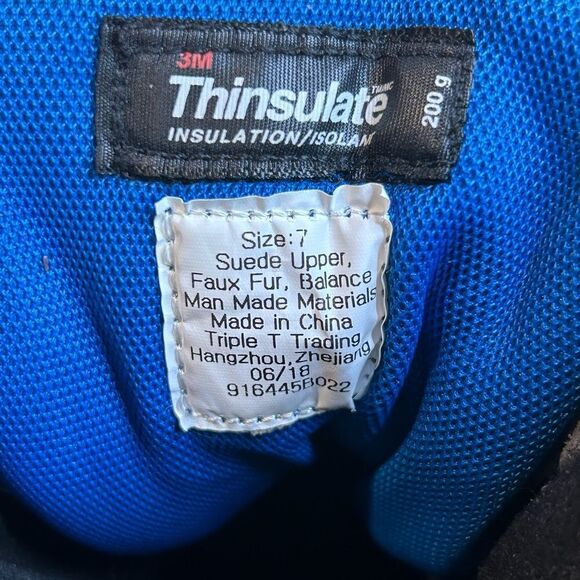 3M
Thinsulate
INSULATION/ISOLAN
200 g
Size:7
Suede Upper,
Faux Fur, Balance
Man Made Materials
Made in China
Triple T Trading
Hangzhou,Zhejiang
06/18
916445B022